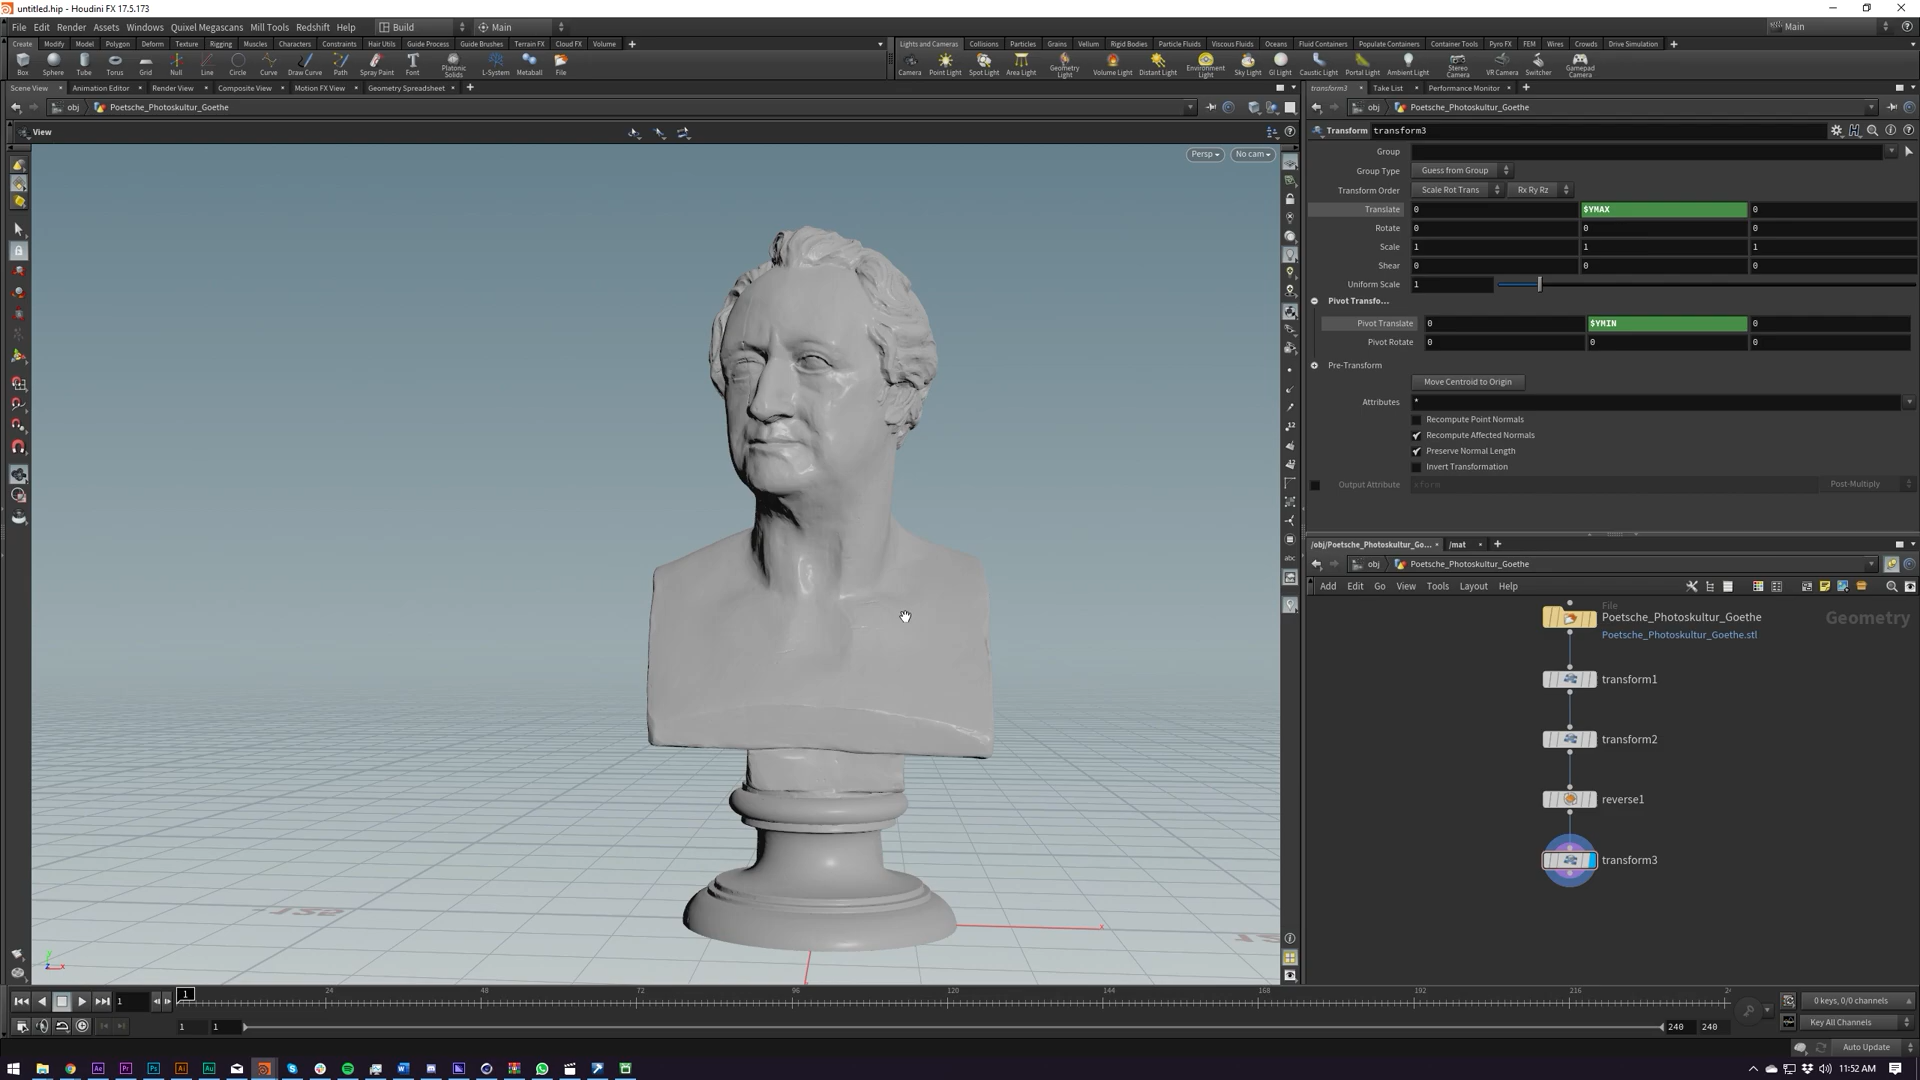 untitled.hip - Houdini FX 17.5.173
File Edit Render Assets Windows Quixel Megascans Mill Tools Redshift Help Build Main Main
Create Modify Model Polygon Deform Texture Rigging Muscles Characters Constraints Hair Utils Guide Process Guide Brushes Terrain FX Cloud FX Volume
Lights and Cameras Collisions Particles Grains Vellum Rigid Bodies Particle Fluids Viscous Fluids Oceans Fluid Containers Populate Containers Container Tools Pyro FX FEM Wires Crowds Drive Simulation
Box Sphere Tube Torus Grid Null Line Circle Curve Draw Curve Path Spray Paint Font Platonic Solids L-System Metaball File
Camera Point Light Spot Light Area Light Geometry Light Volume Light Distant Light Environment Light Sky Light GI Light Caustic Light Portal Light Ambient Light Stereo Camera VR Camera Switcher Gamepad Camera
Scene View Animation Editor Render View Composite View Motion FX View Geometry Spreadsheet
transform3 Take List Performance Monitor
obj Poetsche_Photoskultur_Goethe
obj Poetsche_Photoskultur_Goethe
View
Persp No cam
Transform transform3
Group
Group Type Guess from Group
Transform Order Scale Rot Trans Rx Ry Rz
Translate 0 $YMAX 0
Rotate 0 0 0
Scale 1 1 1
Shear 0 0 0
Uniform Scale 1
Pivot Transfo...
Pivot Translate 0 $YMIN 0
Pivot Rotate 0 0 0
Pre-Transform
Move Centroid to Origin
Attributes *
Recompute Point Normals
Recompute Affected Normals
Preserve Normal Length
Invert Transformation
Output Attribute xform Post-Multiply
/obj/Poetsche_Photoskultur_Go... /mat
obj Poetsche_Photoskultur_Goethe
Add Edit Go View Tools Layout Help
Geometry
File
Poetsche_Photoskultur_Goethe
Poetsche_Photoskultur_Goethe.stl
transform1
transform2
reverse1
transform3
12
abc
-125
x
1 1 24 48 72 96 120 144 168 192 216
0 keys, 0/0 channels
1 1 240 240
Key All Channels
Auto Update
11:52 AM